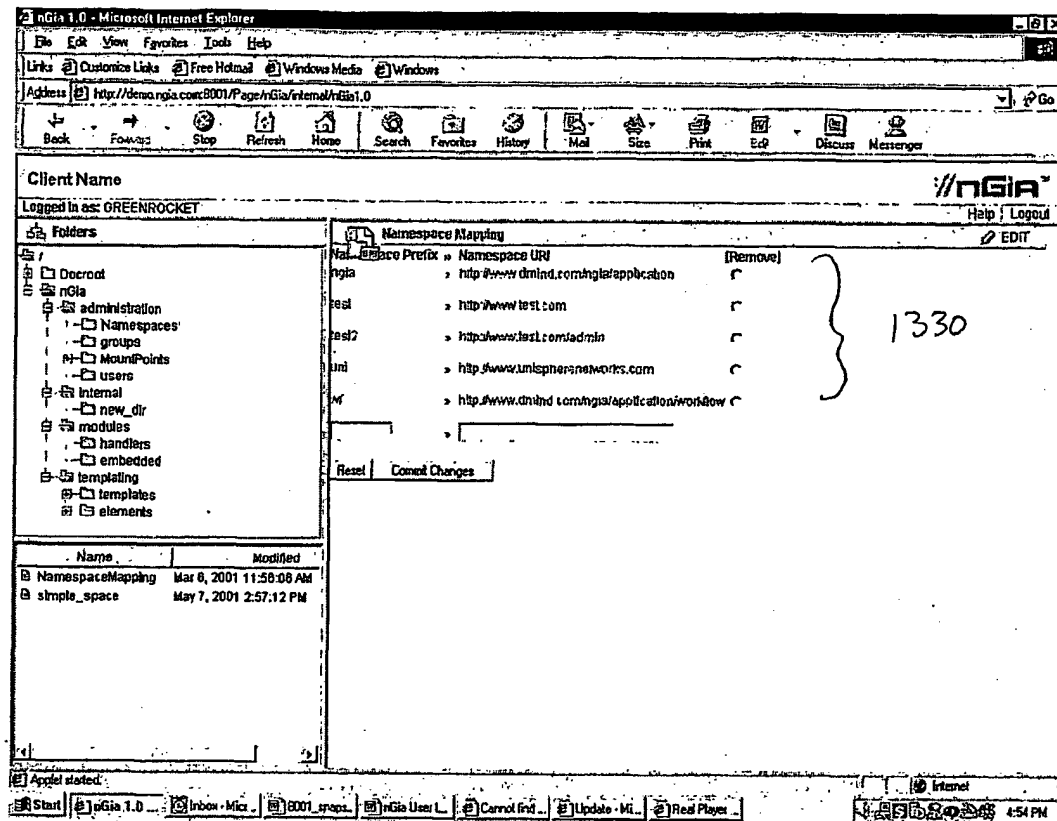 nGia 1.0 - Microsoft Internet Explorer
File Edit View Favorites Tools Help
Links Customize Links Free Hotmail Windows Media Windows
Address http://demo.ngia.com:8001/Page/nGia/internal/nGia1.0 Go
Back Forward Stop Refresh Home Search Favorites History Mail Size Print Edit Discuss Messenger
Client Name
://nGia
Logged in as: GREENROCKET
Help Logout
Folders
Namespace Mapping
EDIT
/
Docroot
nGia
administration
Namespaces
groups
MountPoints
users
internal
new_dir
modules
handlers
embedded
templating
templates
elements
Prefix » Namespace URI [Remove]
ngia » http://www.dmind.com/ngia/application
test » http://www.test.com
test2 » http://www.test.com/admin
uni » http://www.unispherenetworks.com
wf » http://www.dmind.com/ngia/application/workflow
»
Reset Commit Changes
1330
Name Modified
NamespaceMapping Mar 6, 2001 11:56:08 AM
simple_space May 7, 2001 2:57:12 PM
Applet started.
Internet
Start nGia 1.0 ... Inbox - Micr... 8001_snaps... nGia User I... Cannot find ... Update - Mi... Real Player ... 4:54 PM